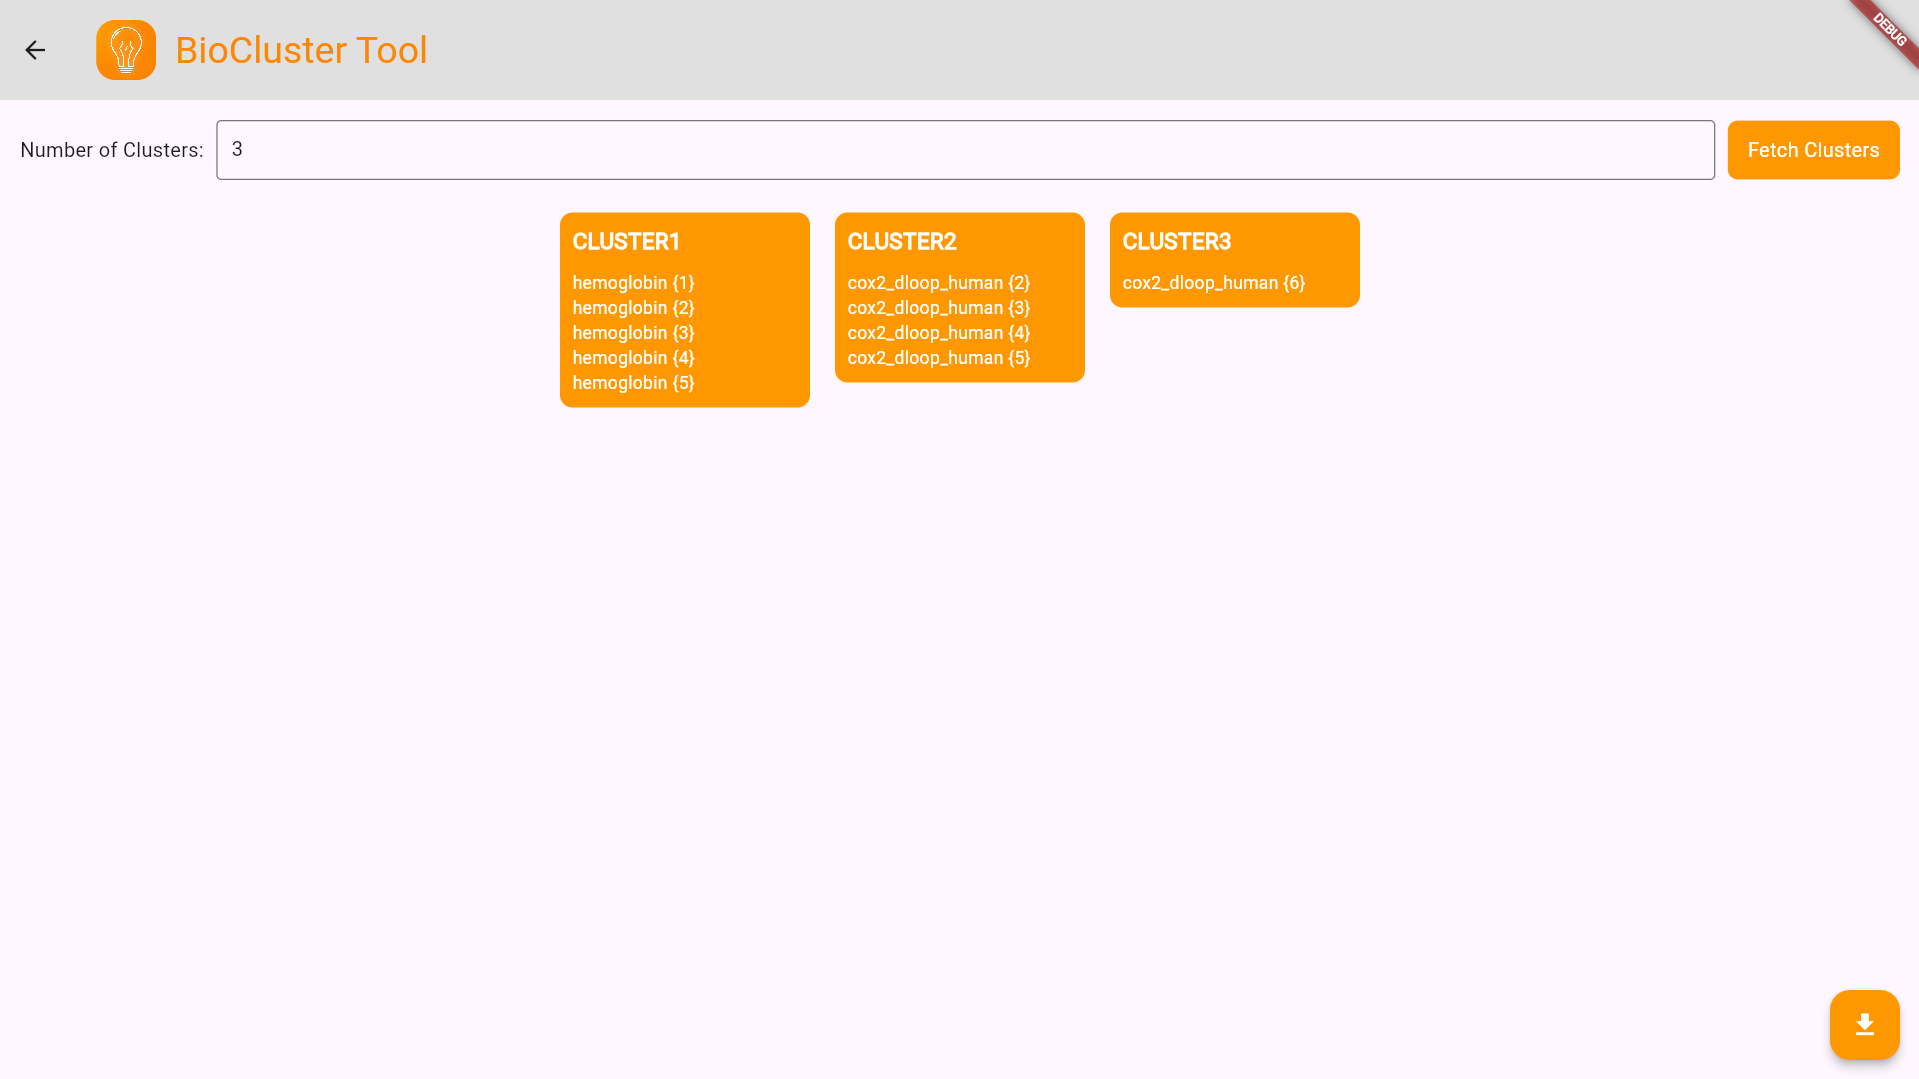 BioCluster Tool
DEBUG
Number of Clusters:
3
Fetch Clusters
CLUSTER1
hemoglobin {1}
hemoglobin {2}
hemoglobin {3}
hemoglobin {4}
hemoglobin {5}
CLUSTER2
cox2_dloop_human {2}
cox2_dloop_human {3}
cox2_dloop_human {4}
cox2_dloop_human {5}
CLUSTER3
cox2_dloop_human {6}